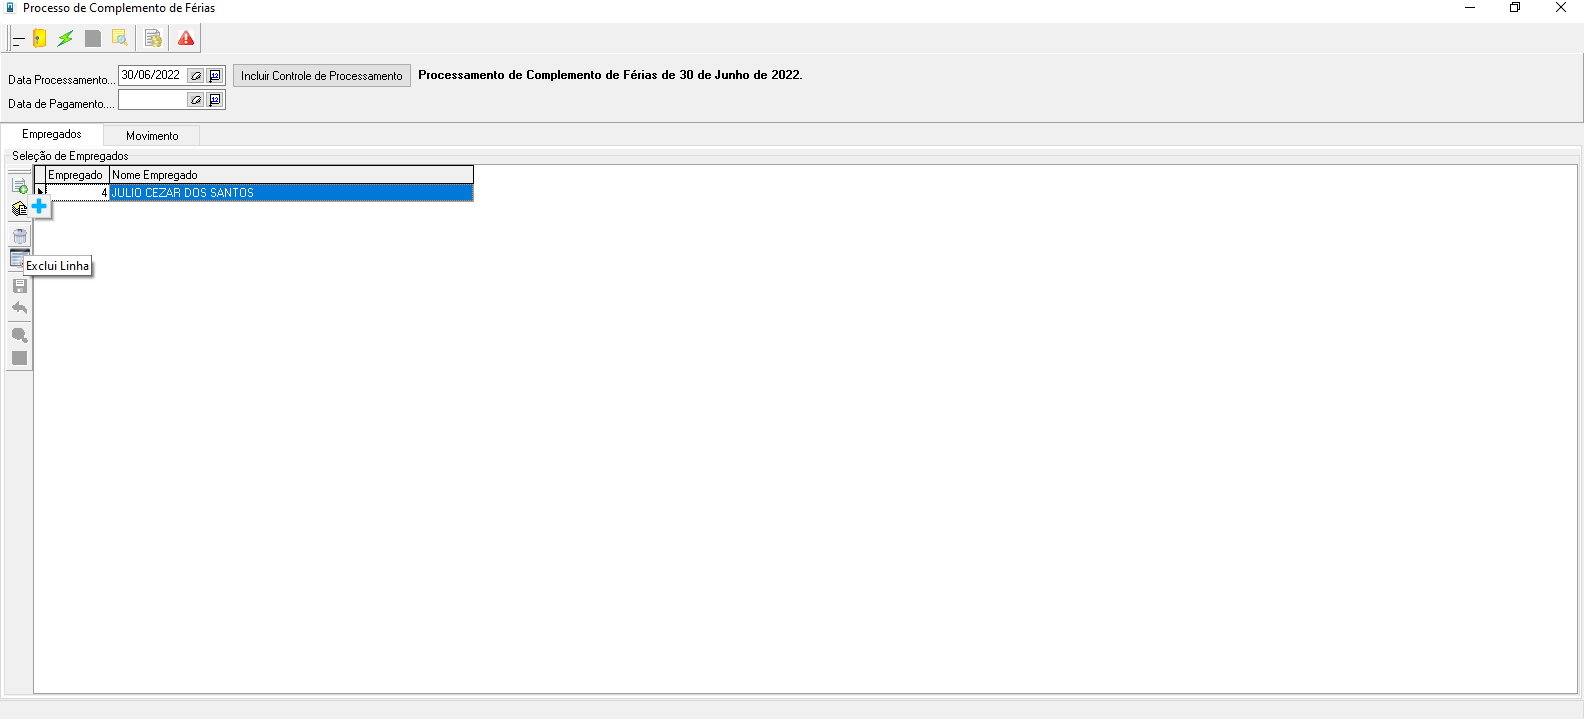 Processo de Complemento de Férias
Data Processamento... 30/06/2022 Incluir Controle de Processamento Processamento de Complemento de Férias de 30 de Junho de 2022.
Data de Pagamento....
Empregados Movimento
Seleção de Empregados
Empregado Nome Empregado
4 JULIO CEZAR DOS SANTOS
Exclui Linha